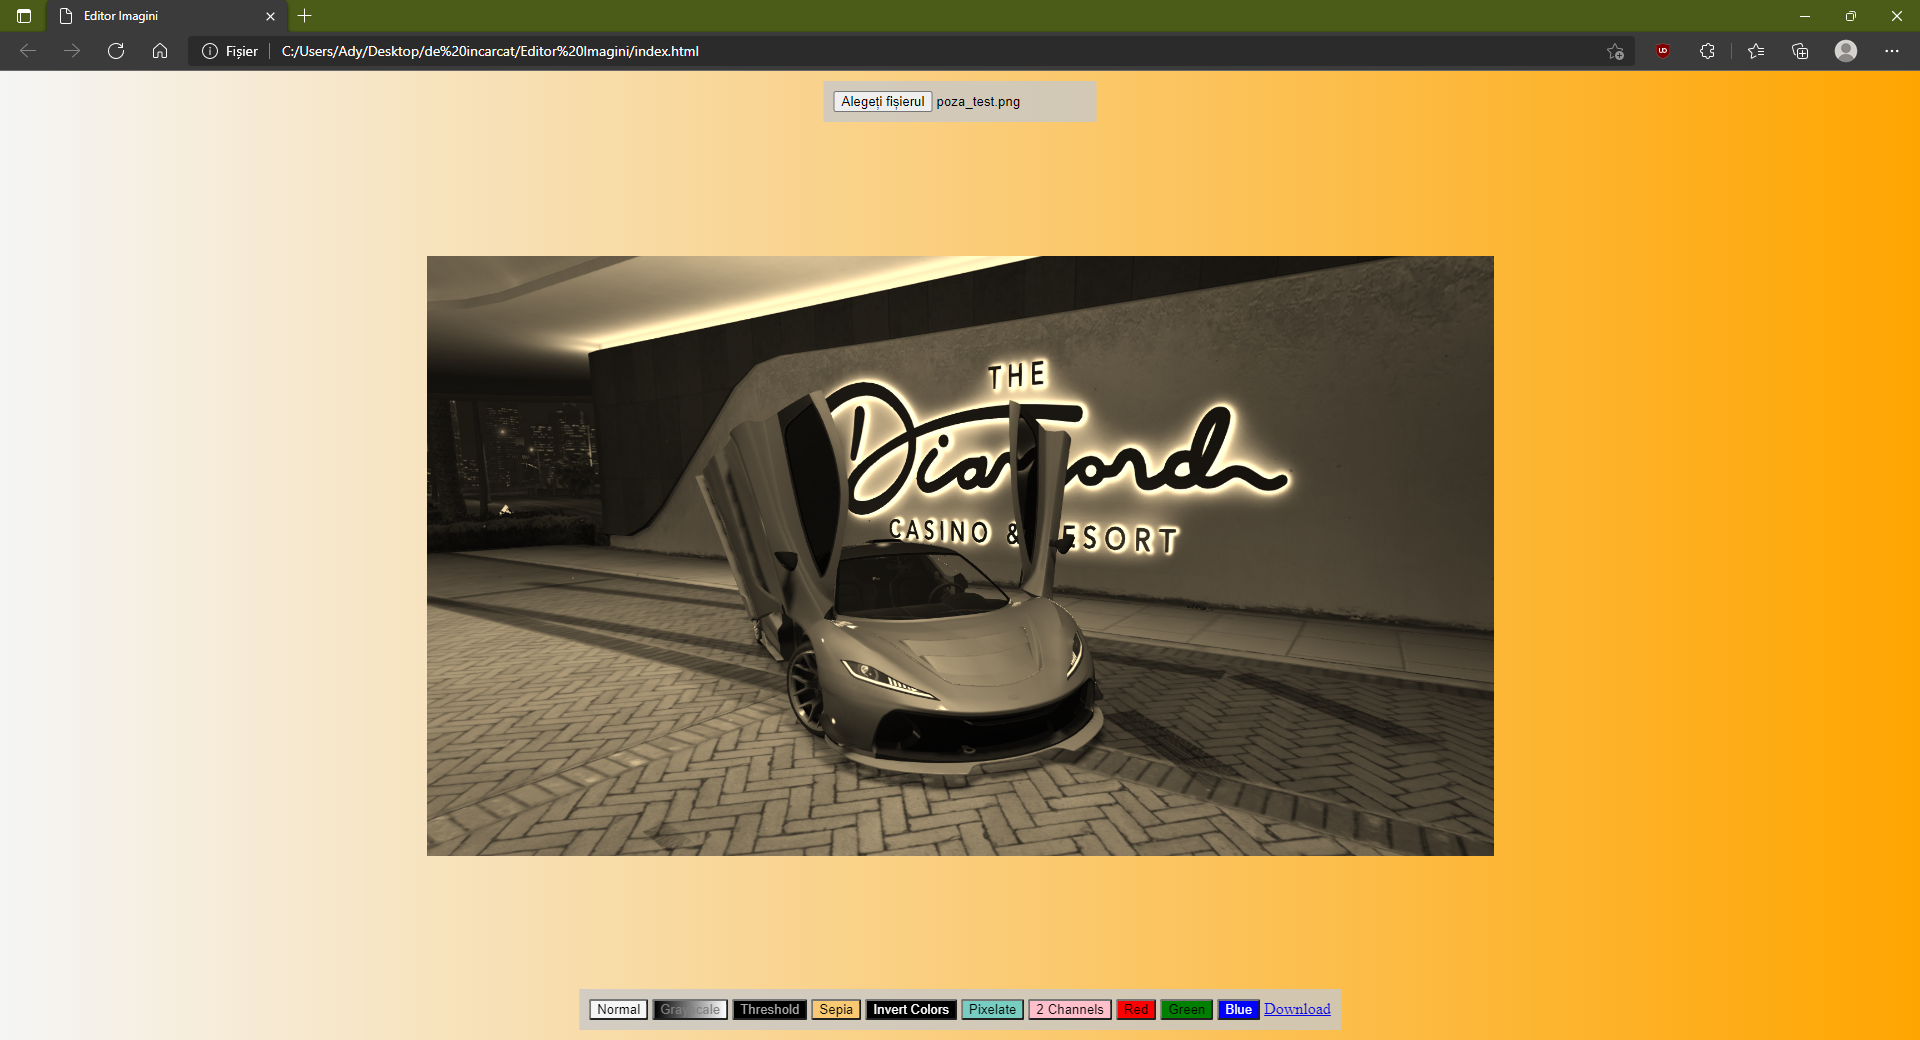 Editor Imagini
Fișier C:/Users/Ady/Desktop/de%20incarcat/Editor%20Imagini/index.html
Alegeți fișierul poza_test.png
THE
Diamond
CASINO & RESORT
Normal Grayscale Threshold Sepia Invert Colors Pixelate 2 Channels Red Green Blue Download